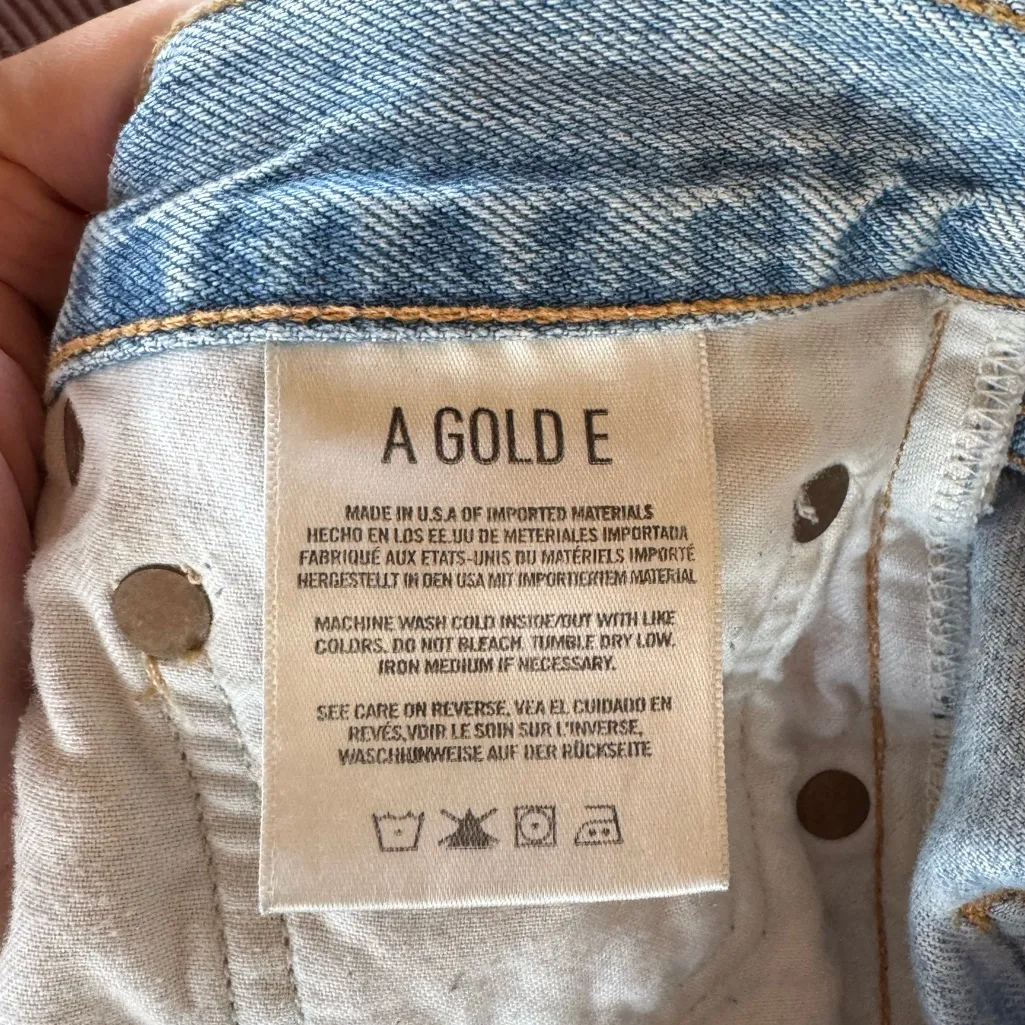 A GOLD E
MADE IN U.S.A OF IMPORTED MATERIALS
HECHO EN LOS EE.UU DE METERIALES IMPORTADA
FABRIQUÉ AUX ETATS-UNIS DU MATÉRIELS IMPORTÉ
HERGESTELLT IN DEN USA MIT IMPORTIERTEM MATERIAL
MACHINE WASH COLD INSIDE/OUT WITH LIKE
COLORS. DO NOT BLEACH. TUMBLE DRY LOW.
IRON MEDIUM IF NECESSARY.
SEE CARE ON REVERSE, VEA EL CUIDADO EN
REVÉS,VOIR LE SOIN SUR L'INVERSE,
WASCHHUNWEISE AUF DER RÜCKSEITE